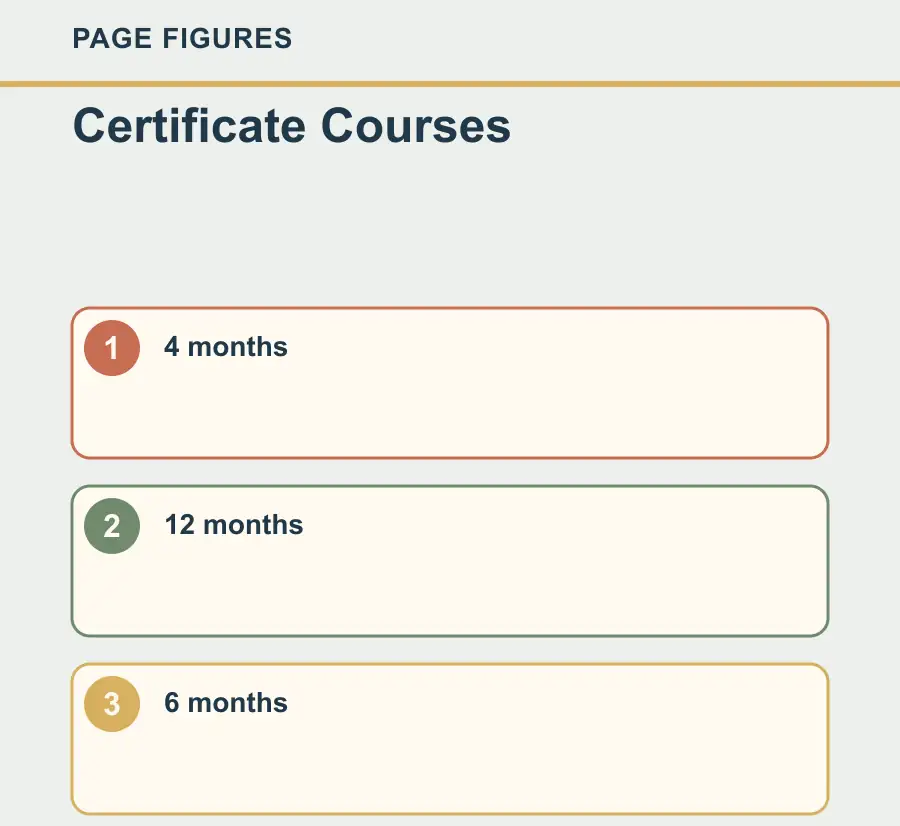 PAGE FIGURES
Certificate Courses
1 4 months
2 12 months
3 6 months